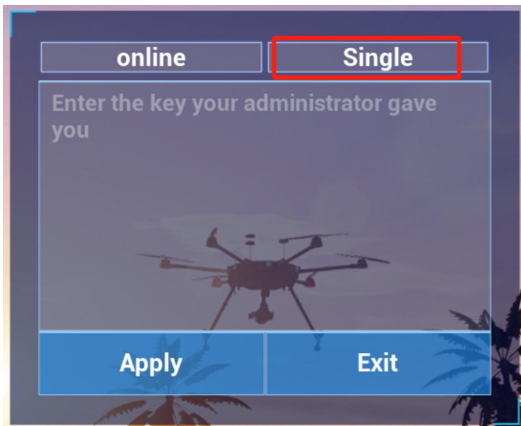 online
Single
Enter the key your administrator gave
you
Apply
Exit